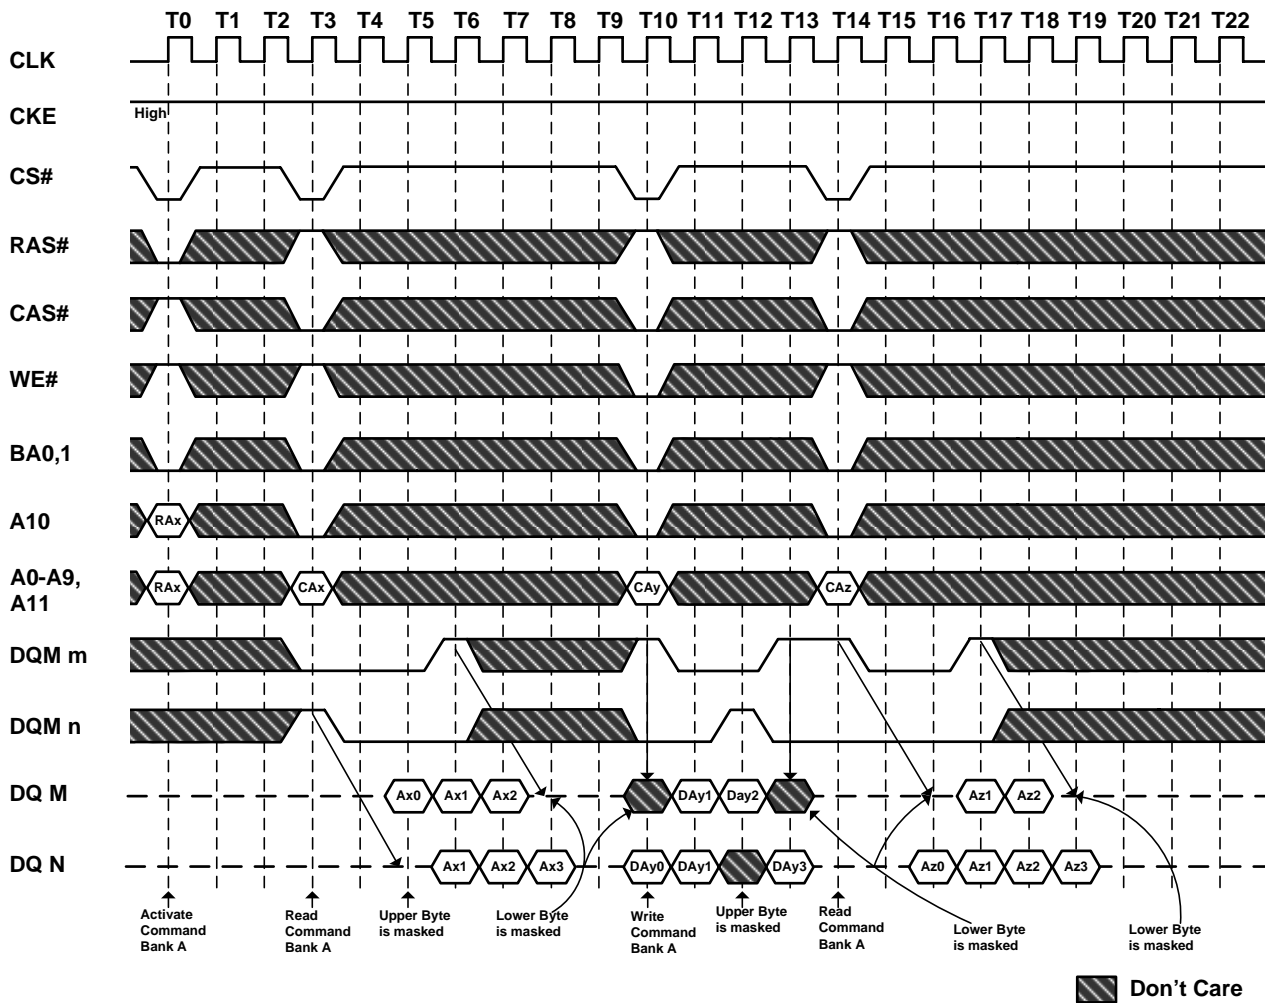 T0 T1 T2 T3 T4 T5 T6 T7 T8 T9 T10 T11 T12 T13 T14 T15 T16 T17 T18 T19 T20 T21 T22
CLK
CKE
High
CS#
RAS#
CAS#
WE#
BA0,1
A10
RAx
A0-A9,
A11
RAx CAx CAy CAz
DQM m
DQM n
DQ M
Ax0 Ax1 Ax2 DAy1 Day2 Az1 Az2
DQ N
Ax1 Ax2 Ax3 DAy0 DAy1 DAy3 Az0 Az1 Az2 Az3
Activate
Command
Bank A
Read
Command
Bank A
Upper Byte
is masked
Lower Byte
is masked
Write
Command
Bank A
Upper Byte
is masked
Read
Command
Bank A
Lower Byte
is masked
Lower Byte
is masked
Don't Care